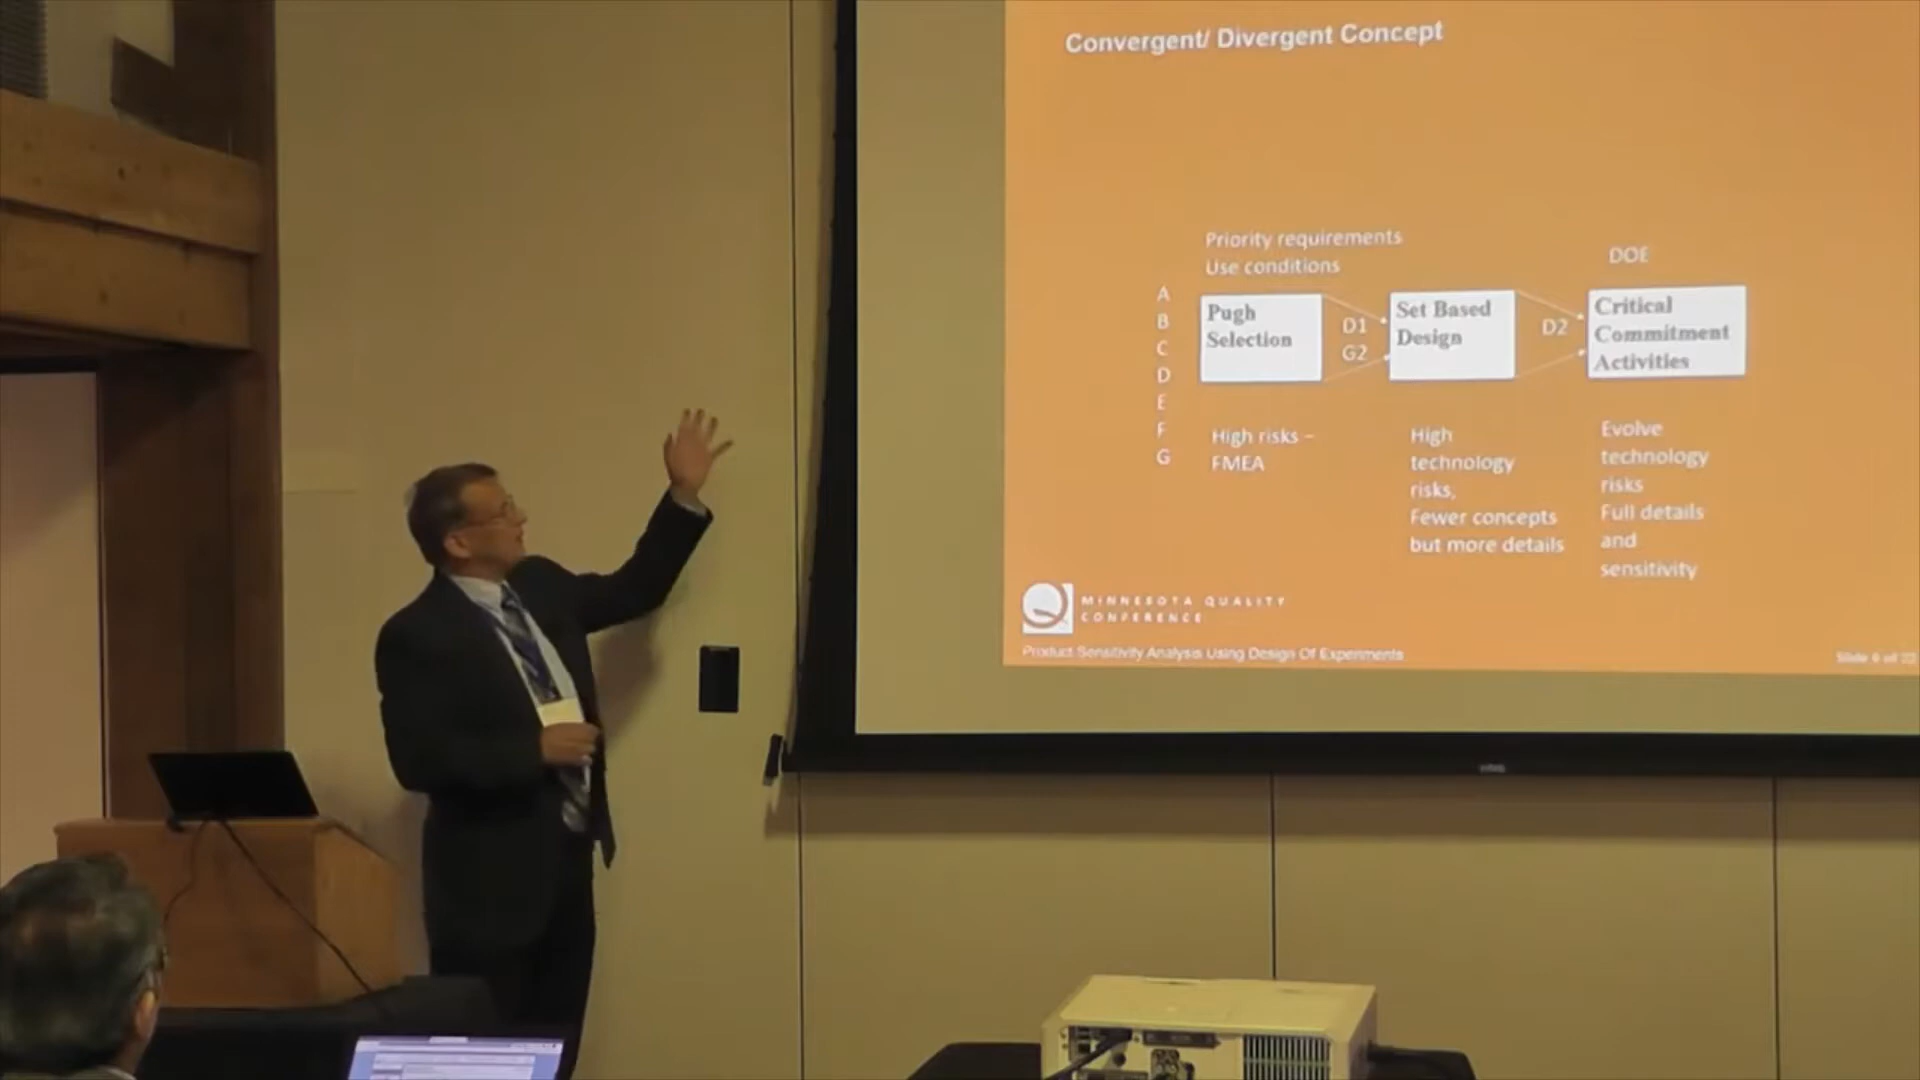 Convergent/ Divergent Concept
Priority requirements
Use conditions
DOE
A
B
C
D
E
F
G
Pugh
Selection
D1
G2
Set Based
Design
D2
Critical
Commitment
Activities
High risks –
FMEA
High
technology
risks,
Fewer concepts
but more details
Evolve
technology
risks
Full details
and
sensitivity
MINNESOTA QUALITY
CONFERENCE
Product Sensitivity Analysis Using Design Of Experiments
Slide of